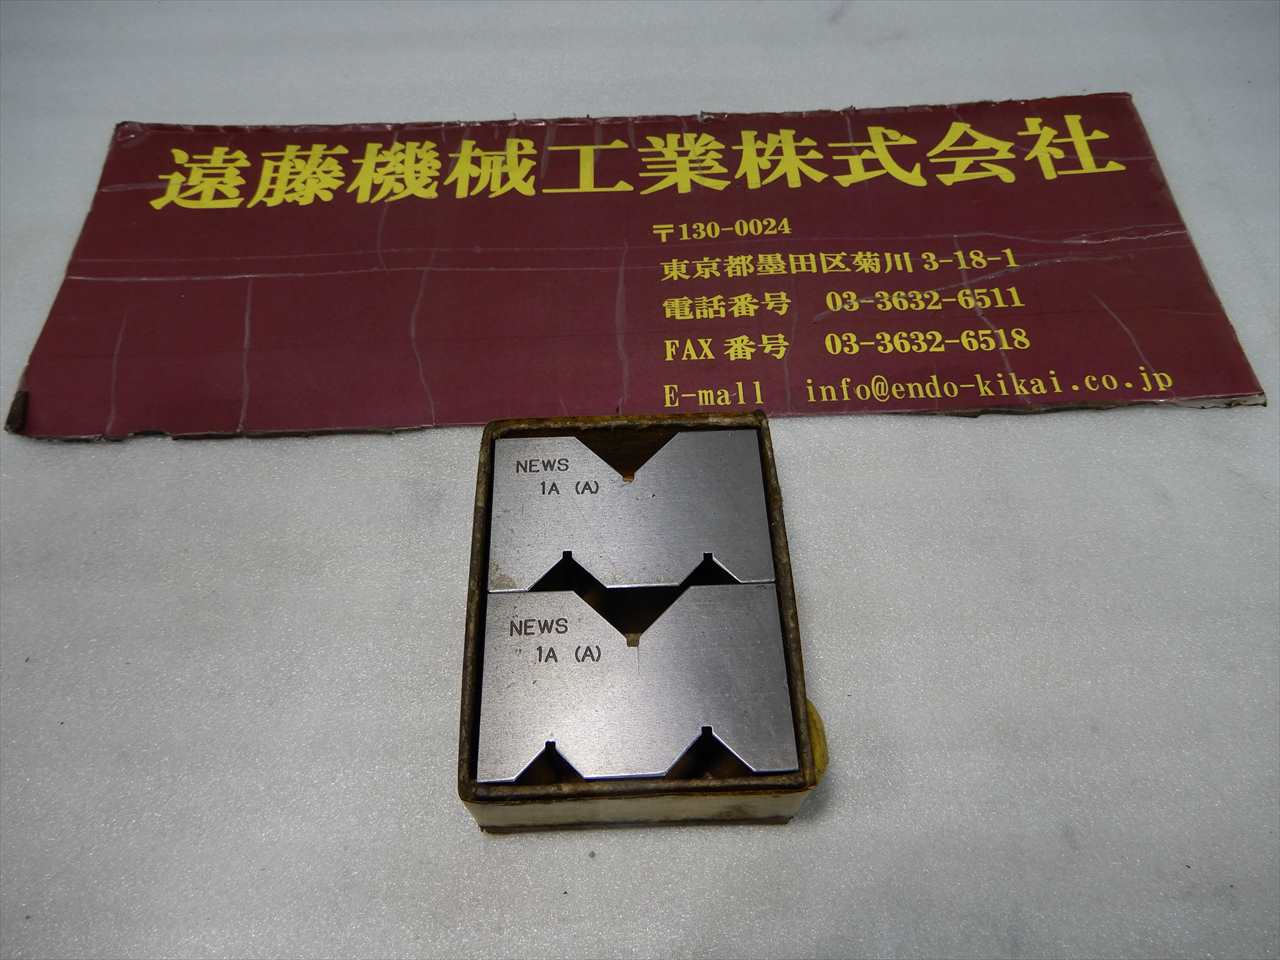 遠藤機械工業株式会社
〒130-0024
東京都墨田区菊川 3-18-1
電話番号 03-3632-6511
FAX 番号 03-3632-6518
E-mall info@endo-kikai.co.jp
NEWS
1A (A)
NEWS
1A (A)